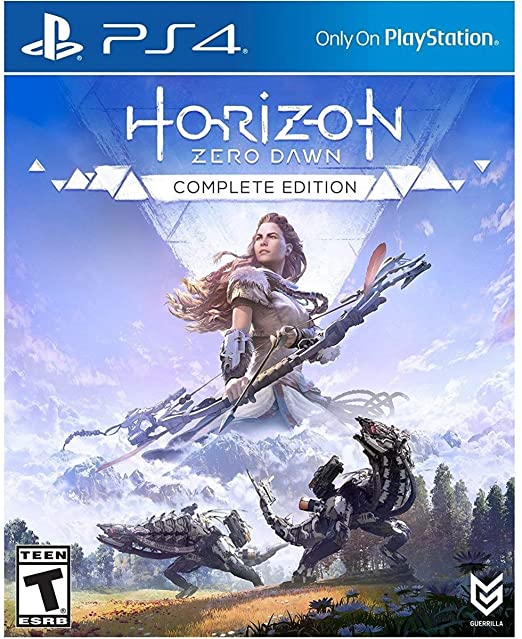 PS4
Only On PlayStation®
HORIZON
ZERO DAWN
COMPLETE EDITION
TEEN
T
ESRB
GUERRILLA